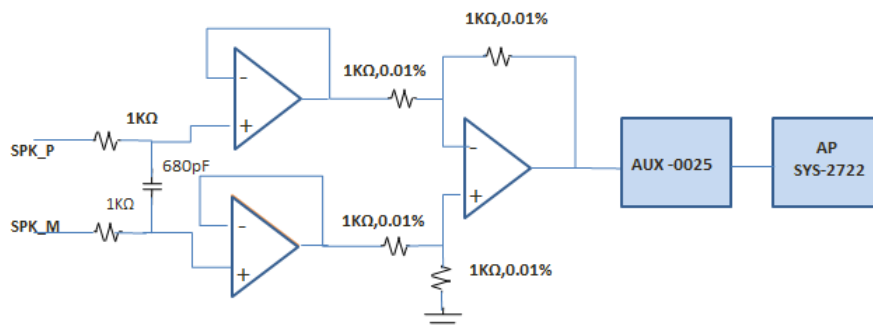 1KΩ,0.01%
1KΩ,0.01%
-
+
1KΩ
SPK_P
680pF
1KΩ
SPK_M
-
+
1KΩ,0.01%
1KΩ,0.01%
-
+
AUX -0025
AP
SYS-2722